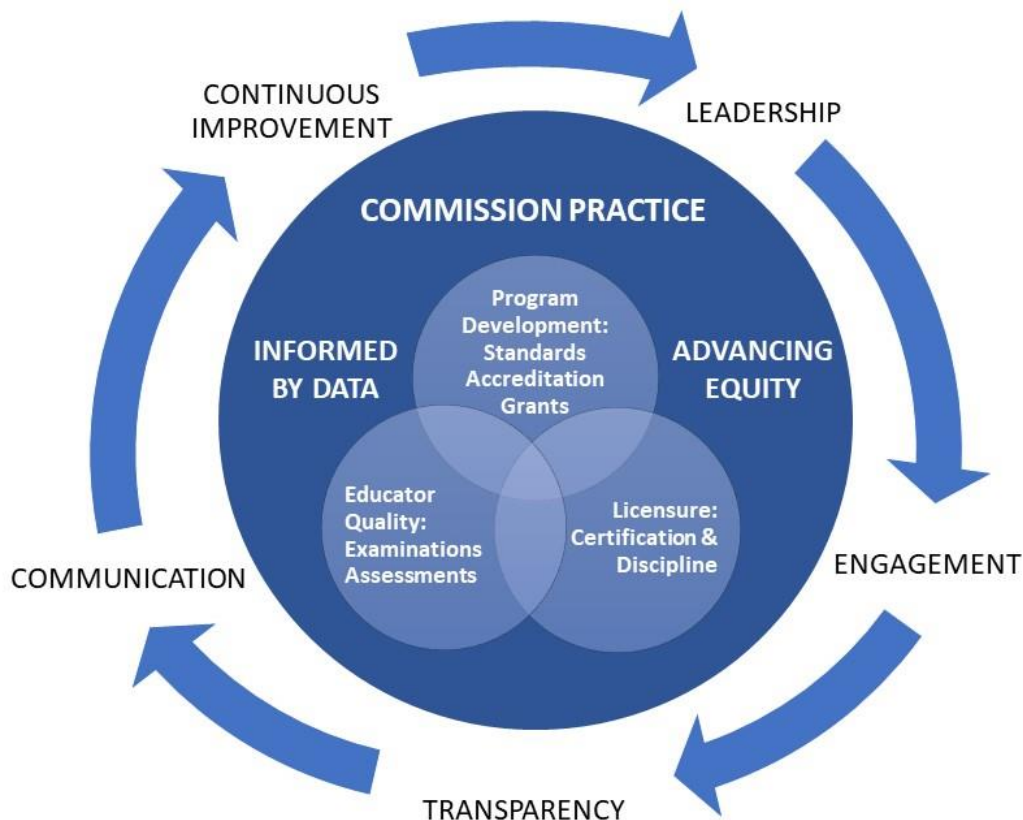 CONTINUOUS
IMPROVEMENT
LEADERSHIP
COMMISSION PRACTICE
INFORMED
BY DATA
Program
Development:
Standards
Accreditation
Grants
ADVANCING
EQUITY
Educator
Quality:
Examinations
Assessments
Licensure:
Certification &
Discipline
COMMUNICATION
ENGAGEMENT
TRANSPARENCY